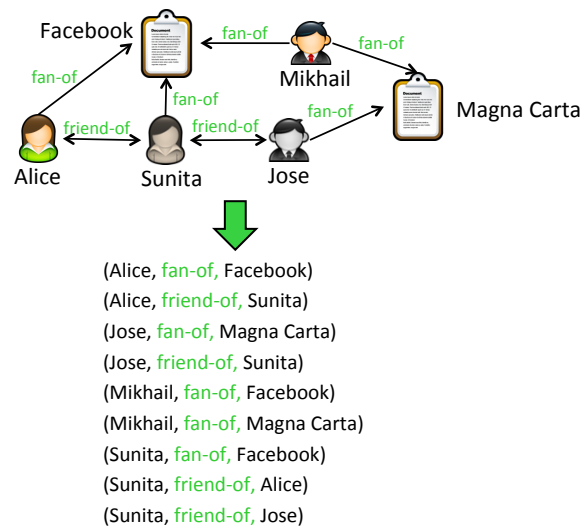 Facebook
Document
fan-of
Mikhail
fan-of
fan-of
fan-of
Document
fan-of
Magna Carta
friend-of
friend-of
Alice
Sunita
Jose
(Alice, fan-of, Facebook)
(Alice, friend-of, Sunita)
(Jose, fan-of, Magna Carta)
(Jose, friend-of, Sunita)
(Mikhail, fan-of, Facebook)
(Mikhail, fan-of, Magna Carta)
(Sunita, fan-of, Facebook)
(Sunita, friend-of, Alice)
(Sunita, friend-of, Jose)